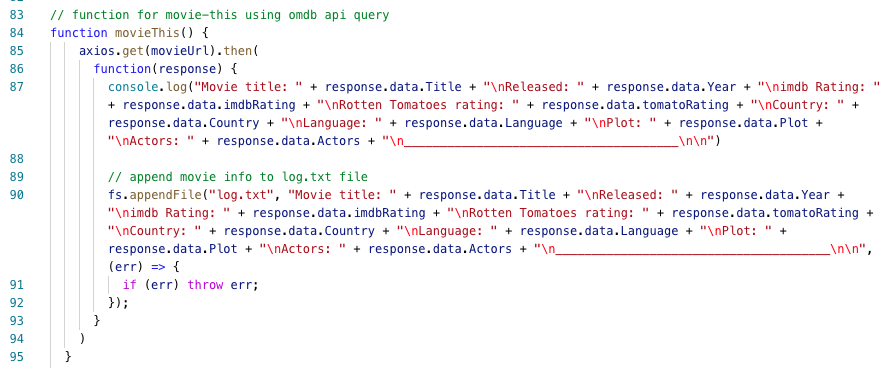 83 // function for movie-this using omdb api query
84 function movieThis() {
85 axios.get(movieUrl).then(
86 function(response) {
87 console.log("Movie title: " + response.data.Title + "\nReleased: " + response.data.Year + "\nimdb Rating: "
+ response.data.imdbRating + "\nRotten Tomatoes rating: " + response.data.tomatoRating + "\nCountry: " +
response.data.Country + "\nLanguage: " + response.data.Language + "\nPlot: " + response.data.Plot +
"\nActors: " + response.data.Actors + "\n______________________________________\n\n")
88
89 // append movie info to log.txt file
90 fs.appendFile("log.txt", "Movie title: " + response.data.Title + "\nReleased: " + response.data.Year +
"\nimdb Rating: " + response.data.imdbRating + "\nRotten Tomatoes rating: " + response.data.tomatoRating +
"\nCountry: " + response.data.Country + "\nLanguage: " + response.data.Language + "\nPlot: " +
response.data.Plot + "\nActors: " + response.data.Actors + "\n______________________________________\n\n",
(err) => {
91 if (err) throw err;
92 });
93 }
94 )
95 }